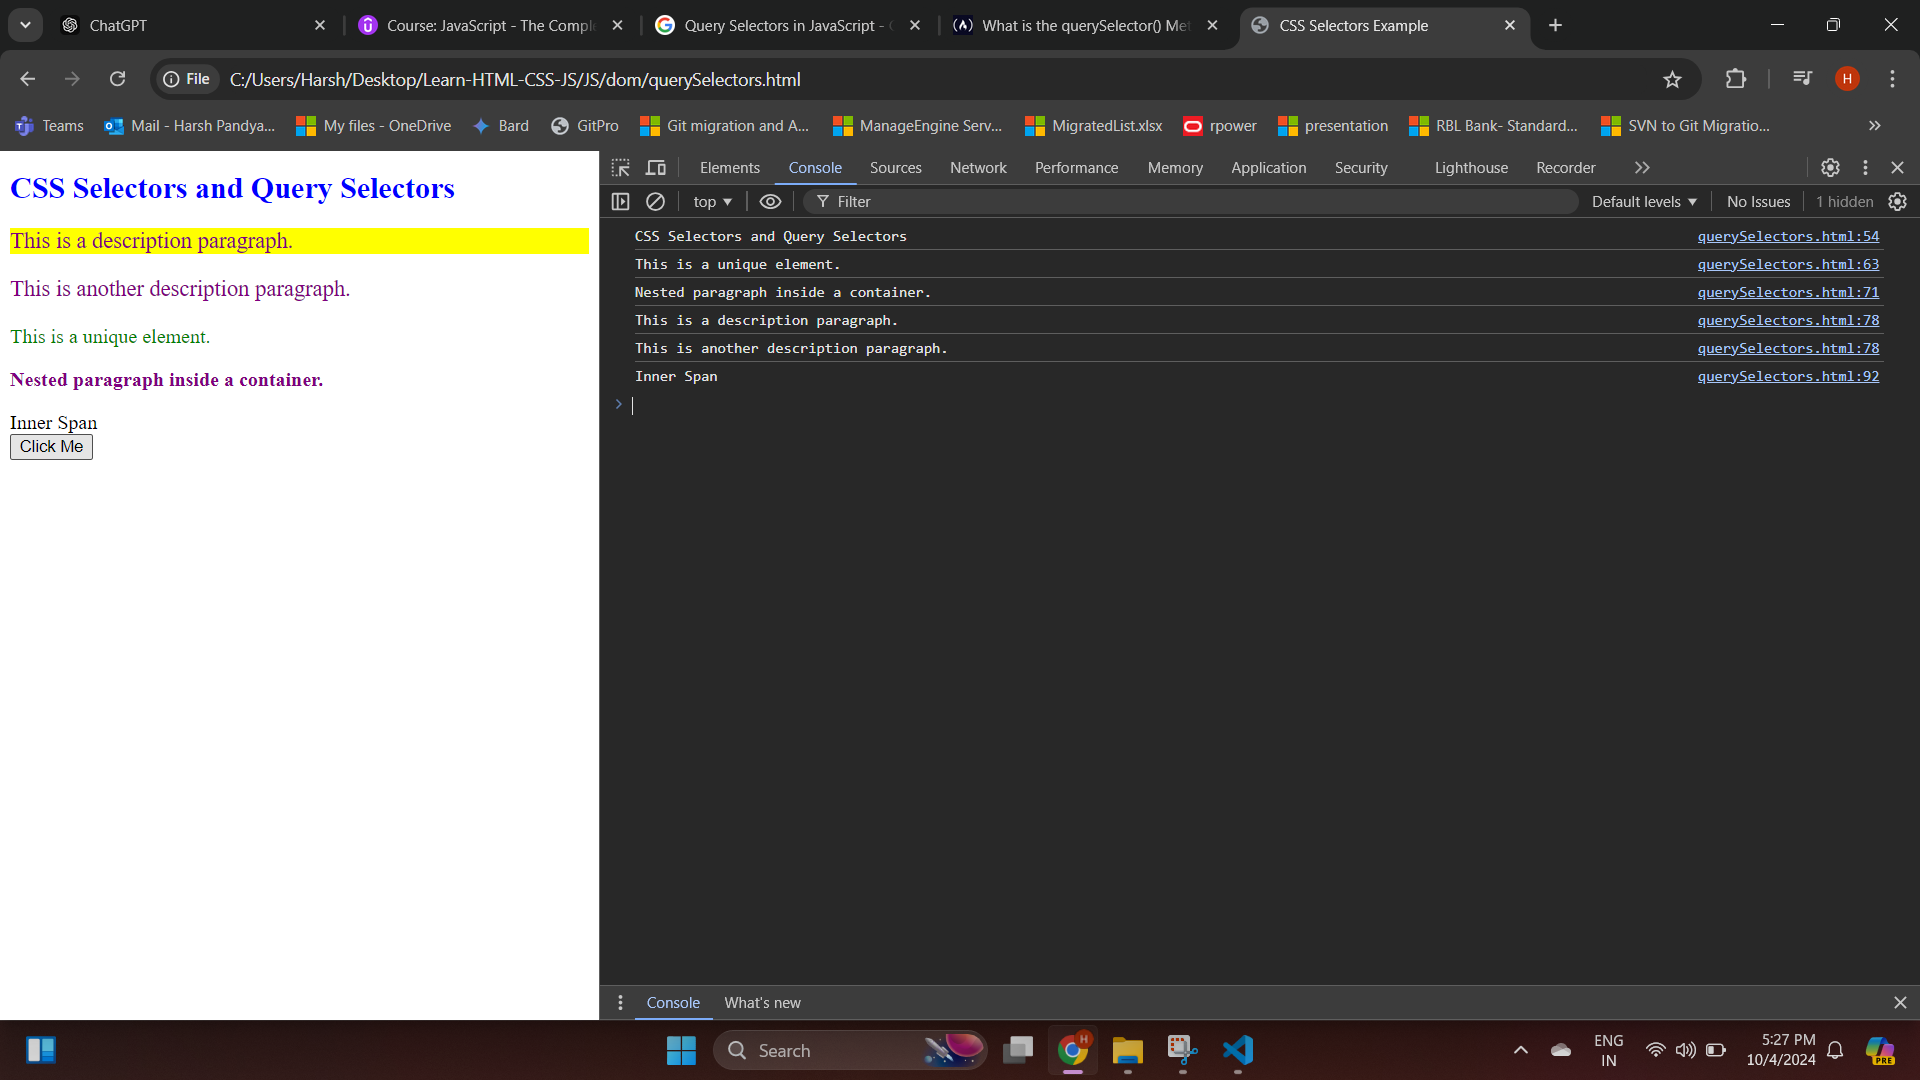 ChatGPT
Course: JavaScript - The Comple
Query Selectors in JavaScript -
What is the querySelector() Met
CSS Selectors Example
File
C:/Users/Harsh/Desktop/Learn-HTML-CSS-JS/JS/dom/querySelectors.html
H
Teams
Mail - Harsh Pandya...
My files - OneDrive
Bard
GitPro
Git migration and A...
ManageEngine Serv...
MigratedList.xlsx
rpower
presentation
RBL Bank- Standard...
SVN to Git Migratio...
CSS Selectors and Query Selectors
This is a description paragraph.
This is another description paragraph.
This is a unique element.
Nested paragraph inside a container.
Inner Span
Click Me
Elements Console Sources Network Performance Memory Application Security Lighthouse Recorder
top Filter Default levels No Issues 1 hidden
CSS Selectors and Query Selectors querySelectors.html:54
This is a unique element. querySelectors.html:63
Nested paragraph inside a container. querySelectors.html:71
This is a description paragraph. querySelectors.html:78
This is another description paragraph. querySelectors.html:78
Inner Span querySelectors.html:92
Console What's new
Search
H
ENG
IN
5:27 PM
10/4/2024
PRE